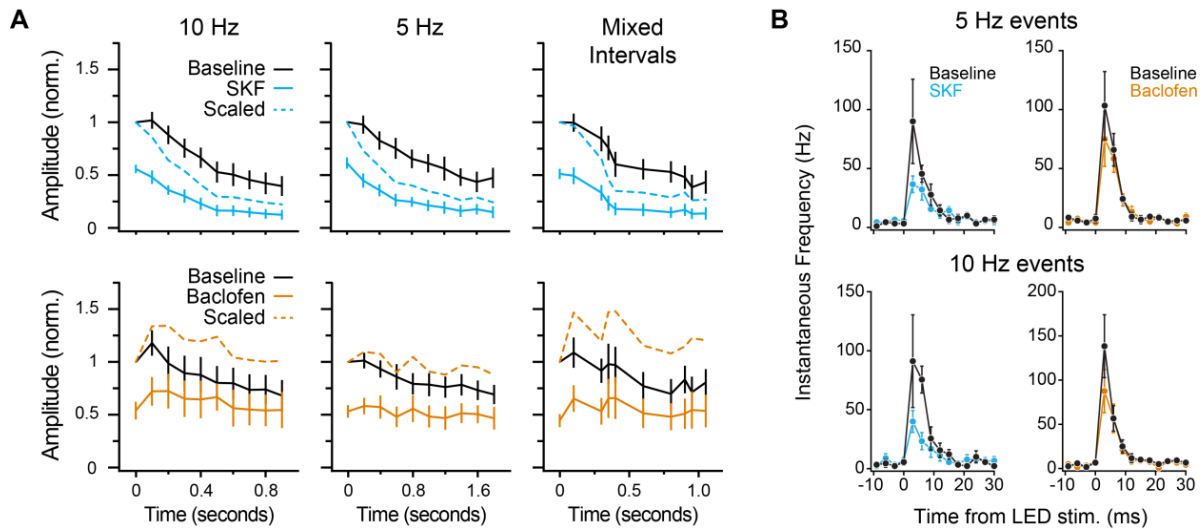 A
10 Hz
5 Hz
Mixed
Intervals
Baseline
SKF
Scaled
Amplitude (norm.)
1.5
1
0.5
0
Baseline
Baclofen
Scaled
Amplitude (norm.)
1.5
1
0.5
0
0 0.4 0.8
Time (seconds)
0 0.8 1.6
Time (seconds)
0 0.5 1.0
Time (seconds)
B
5 Hz events
Instantaneous Frequency (Hz)
150
100
50
0
Baseline
SKF
150
100
50
0
Baseline
Baclofen
10 Hz events
150
100
50
0
-10 0 10 20 30
200
150
100
50
0
-10 0 10 20 30
Time from LED stim. (ms)